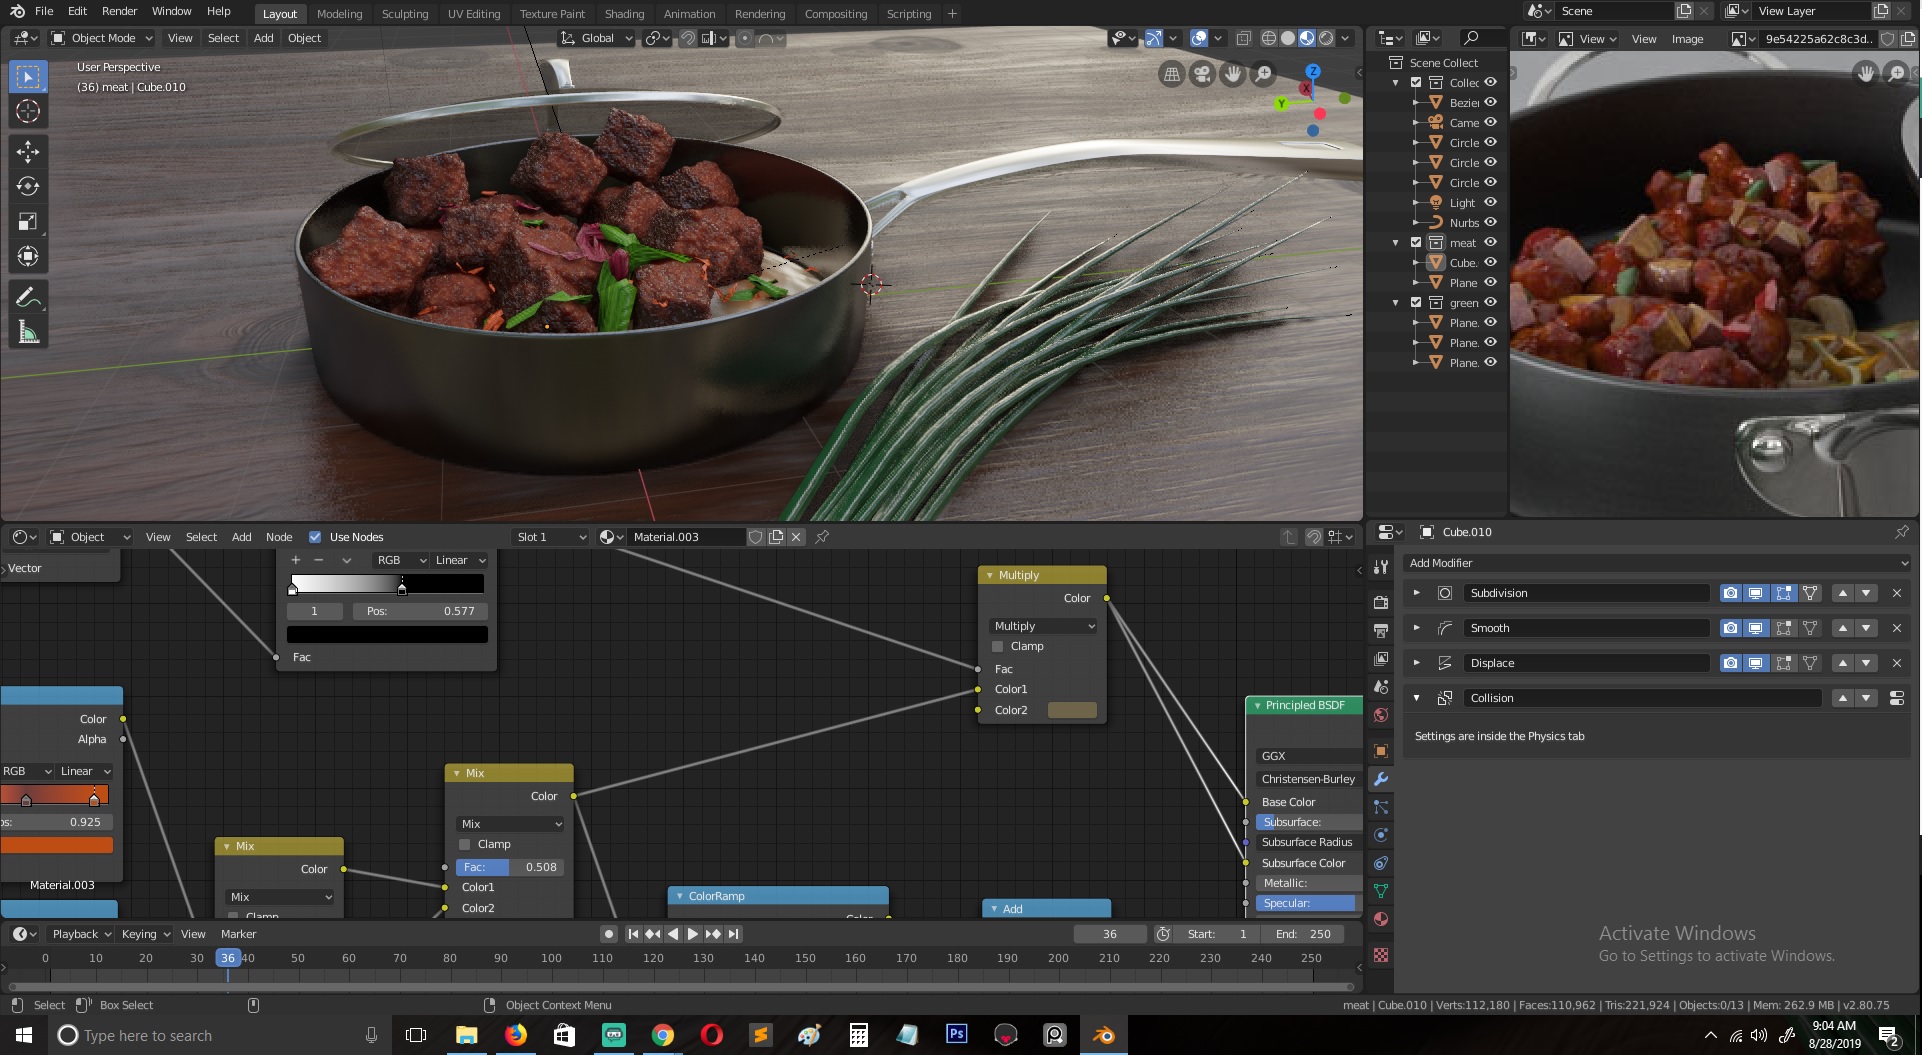 File Edit Render Window Help Layout Modeling Sculpting UV Editing Texture Paint Shading Animation Rendering Compositing Scripting + Scene View Layer
Object Mode View Select Add Object Global
View View Image 9e54225a62c8c3d..
User Perspective
(36) meat | Cube.010
Z
X
Y
Scene Collect
Collec
Bezie
Came
Circle
Circle
Circle
Light
Nurbs
meat
Cube.
Plane
green
Plane.
Plane.
Plane.
Object View Select Add Node Use Nodes Slot 1 Material.003
Vector
RGB Linear
1 Pos: 0.577
Fac
Color
Alpha
RGB Linear
os: 0.925
Material.003
Mix
Color
Mix
Clamp
Mix
Color
Mix
Clamp
Fac: 0.508
Color1
Color2
ColorRamp
Color
Add
Multiply
Color
Multiply
Clamp
Fac
Color1
Color2
Principled BSDF
GGX
Christensen-Burley
Base Color
Subsurface:
Subsurface Radius
Subsurface Color
Metallic:
Specular:
Cube.010
Add Modifier
Subdivision
Smooth
Displace
Collision
Settings are inside the Physics tab
Activate Windows
Go to Settings to activate Windows.
Playback Keying View Marker 36 Start: 1 End: 250
0 10 20 30 36 40 50 60 70 80 90 100 110 120 130 140 150 160 170 180 190 200 210 220 230 240 250
Select Box Select Object Context Menu meat | Cube.010 | Verts:112,180 | Faces:110,962 | Tris:221,924 | Objects:0/13 | Mem: 262.9 MB | v2.80.75
Type here to search Ps 9:04 AM
8/28/2019 2